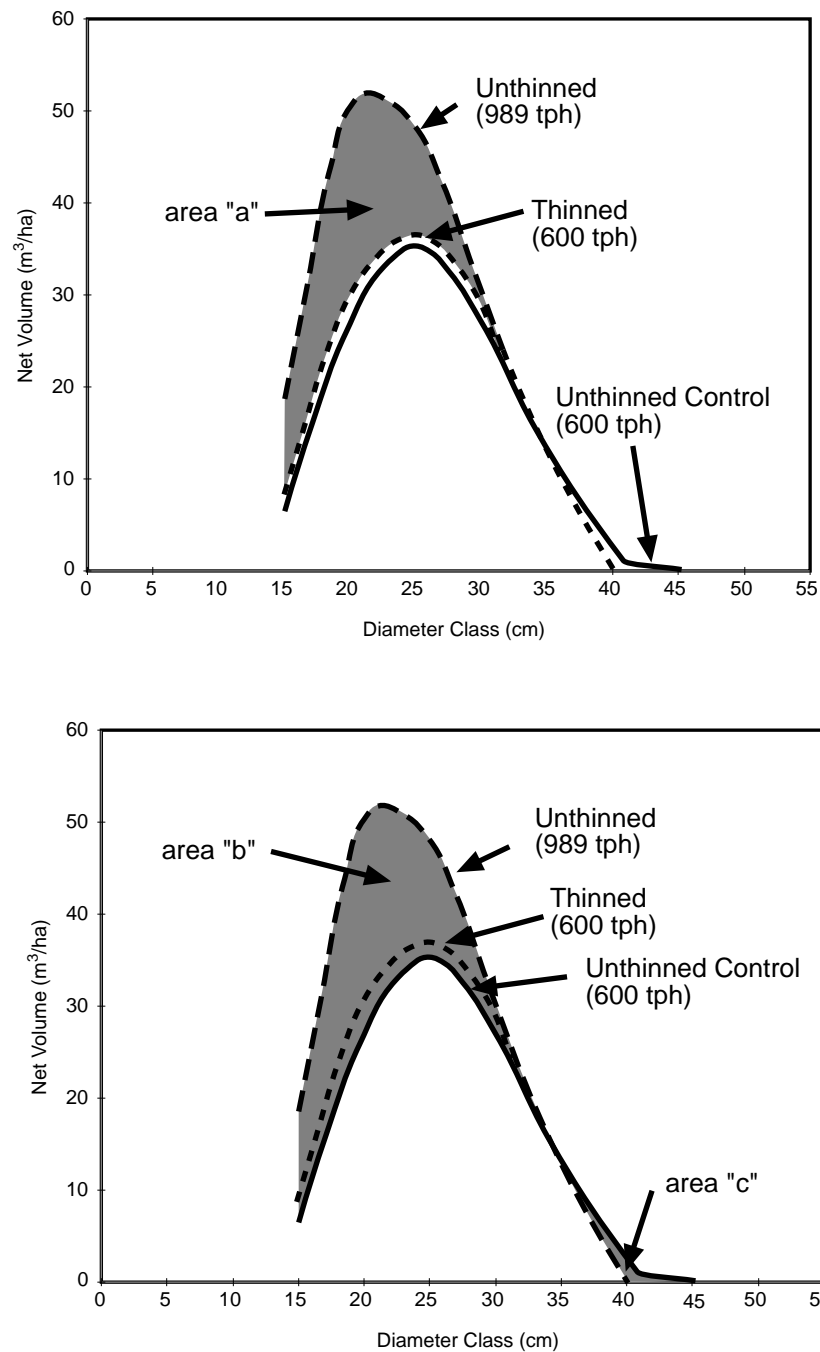 60
50
40
30
20
10
0
Net Volume (m³/ha)
Unthinned
(989 tph)
area "a"
Thinned
(600 tph)
Unthinned Control
(600 tph)
0 5 10 15 20 25 30 35 40 45 50 55
Diameter Class (cm)
60
50
40
30
20
10
0
Net Volume (m³/ha)
Unthinned
(989 tph)
area "b"
Thinned
(600 tph)
Unthinned Control
(600 tph)
area "c"
0 5 10 15 20 25 30 35 40 45 50
Diameter Class (cm)